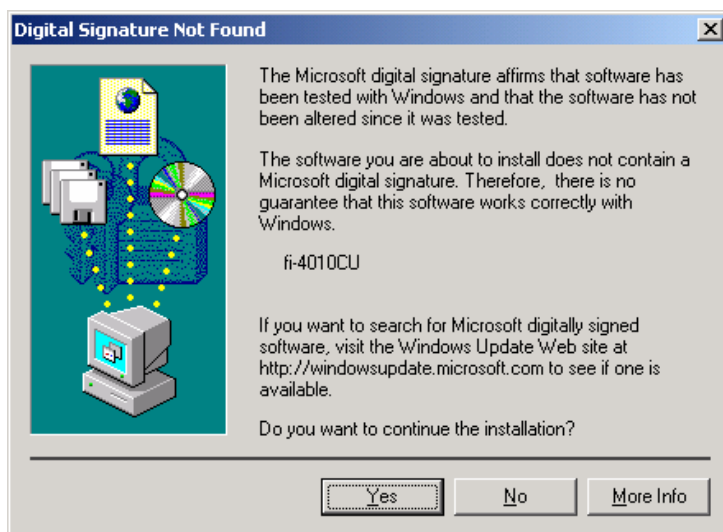 Digital Signature Not Found
The Microsoft digital signature affirms that software has
been tested with Windows and that the software has not
been altered since it was tested.
The software you are about to install does not contain a
Microsoft digital signature. Therefore, there is no
guarantee that this software works correctly with
Windows.
fi-4010CU
If you want to search for Microsoft digitally signed
software, visit the Windows Update Web site at
http://windowsupdate.microsoft.com to see if one is
available.
Do you want to continue the installation?
Yes No More Info